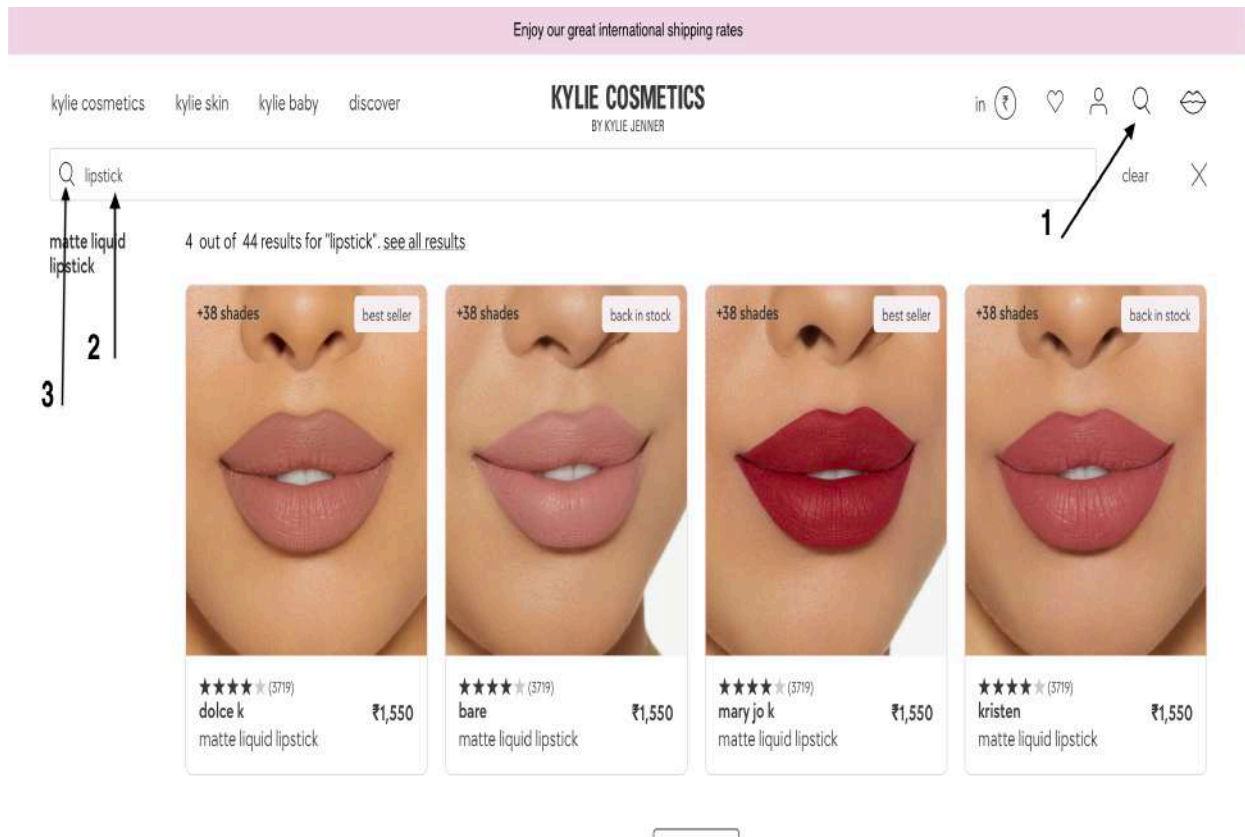 Enjoy our great international shipping rates
kylie cosmetics kylie skin kylie baby discover
KYLIE COSMETICS
BY KYLIE JENNER
in ₹
lipstick
clear
1
matte liquid
lipstick
4 out of 44 results for "lipstick". see all results
2
3
+38 shades best seller
+38 shades back in stock
+38 shades best seller
+38 shades back in stock
(3719)
dolce k ₹1,550
matte liquid lipstick
(3719)
bare ₹1,550
matte liquid lipstick
(3719)
mary jo k ₹1,550
matte liquid lipstick
(3719)
kristen ₹1,550
matte liquid lipstick